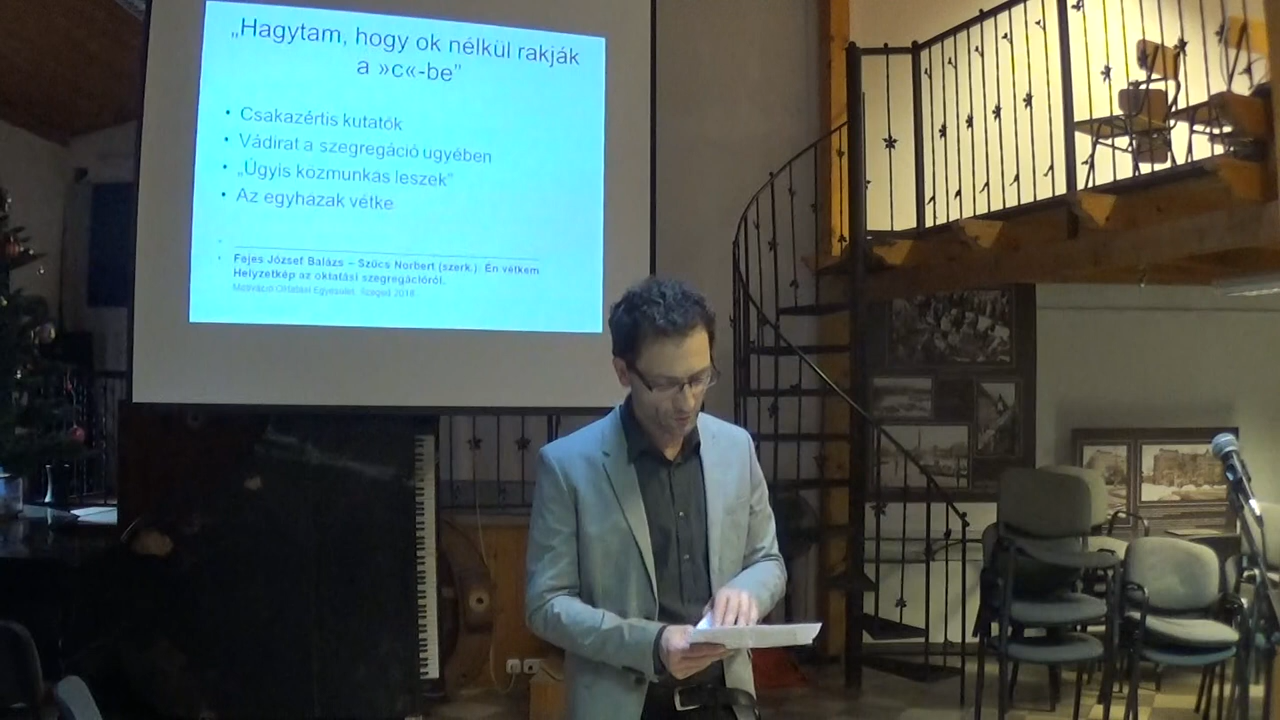 „Hagytam, hogy ok nélkül rakják
a »c«-be”
• Csakazértis kutatók
• Vádirat a szegregáció ügyében
• „Úgyis közmunkás leszek”
• Az egyházak vétke
Fejes József Balázs – Szűcs Norbert (szerk.): Én vétkem
Helyzetkép az oktatási szegregációról.
Motiváció Oktatási Egyesület, Szeged 2018.